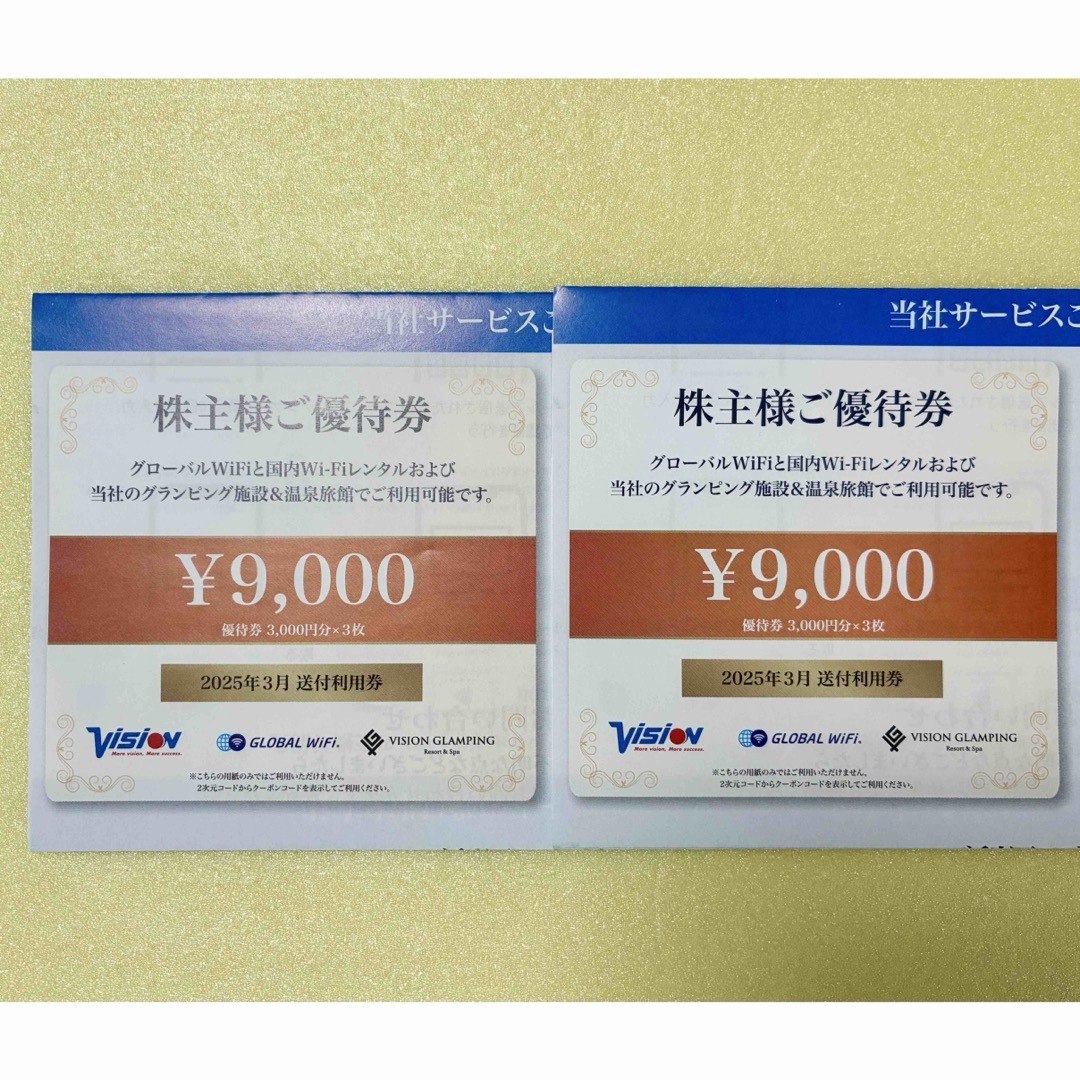 当社サービスご
株主様ご優待券
グローバルWiFiと国内Wi-Fiレンタルおよび
当社のグランピング施設&温泉旅館でご利用可能です。
¥9,000
優待券 3,000円分×3枚
2025年3月 送付利用券
VISION
More vision, More success.
GLOBAL WiFi.
VISION GLAMPING
Resort & Spa
※こちらの用紙のみではご利用いただけません。
2次元コードからクーポンコードを表示してご利用ください。
当社サービスご
株主様ご優待券
グローバルWiFiと国内Wi-Fiレンタルおよび
当社のグランピング施設&温泉旅館でご利用可能です。
¥9,000
優待券 3,000円分×3枚
2025年3月 送付利用券
VISION
More vision, More success.
GLOBAL WiFi.
VISION GLAMPING
Resort & Spa
※こちらの用紙のみではご利用いただけません。
2次元コードからクーポンコードを表示してご利用ください。